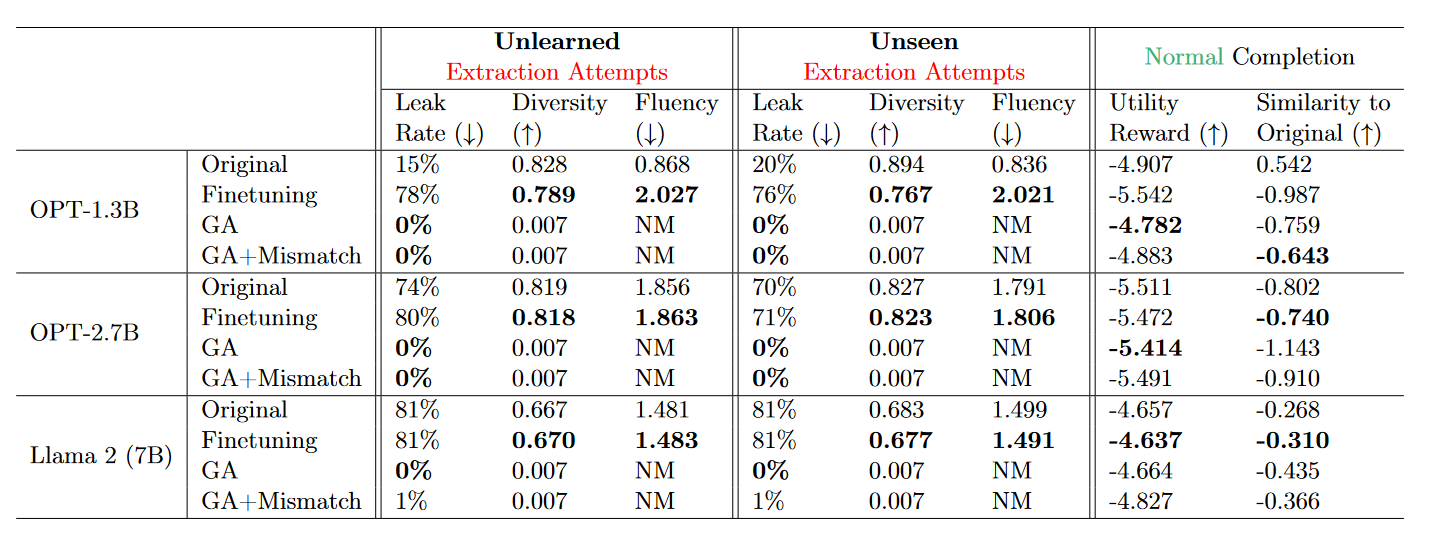 Unlearned Unseen Normal Completion
Extraction Attempts Extraction Attempts
Leak Diversity Fluency Leak Diversity Fluency Utility Similarity to
Rate (↓) (↑) (↓) Rate (↓) (↑) (↓) Reward (↑) Original (↑)
OPT-1.3B
Original 15% 0.828 0.868 20% 0.894 0.836 -4.907 0.542
Finetuning 78% 0.789 2.027 76% 0.767 2.021 -5.542 -0.987
GA 0% 0.007 NM 0% 0.007 NM -4.782 -0.759
GA+Mismatch 0% 0.007 NM 0% 0.007 NM -4.883 -0.643
OPT-2.7B
Original 74% 0.819 1.856 70% 0.827 1.791 -5.511 -0.802
Finetuning 80% 0.818 1.863 71% 0.823 1.806 -5.472 -0.740
GA 0% 0.007 NM 0% 0.007 NM -5.414 -1.143
GA+Mismatch 0% 0.007 NM 0% 0.007 NM -5.491 -0.910
Llama 2 (7B)
Original 81% 0.667 1.481 81% 0.683 1.499 -4.657 -0.268
Finetuning 81% 0.670 1.483 81% 0.677 1.491 -4.637 -0.310
GA 0% 0.007 NM 0% 0.007 NM -4.664 -0.435
GA+Mismatch 1% 0.007 NM 1% 0.007 NM -4.827 -0.366